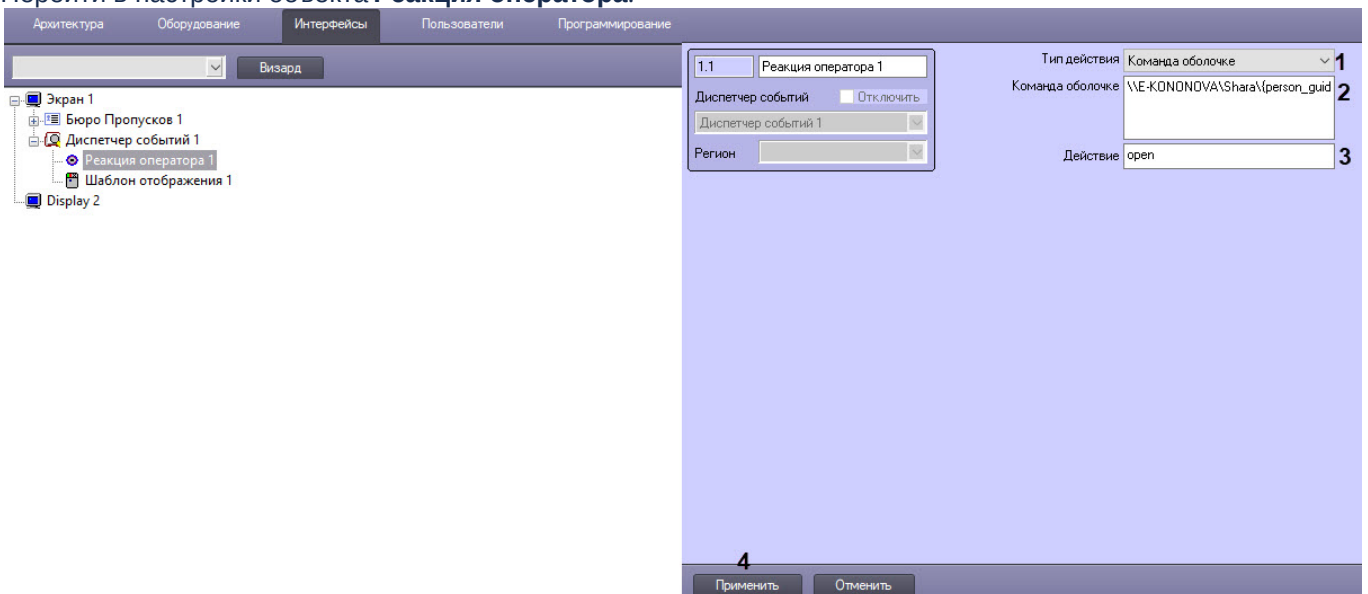 Перейти в настройки объекта Реакция оператора.
Архитектура Оборудование Интерфейсы Пользователи Программирование
Визард
Экран 1
Бюро Пропусков 1
Диспетчер событий 1
Реакция оператора 1
Шаблон отображения 1
Display 2
1.1 Реакция оператора 1
Диспетчер событий Отключить
Диспетчер событий 1
Регион
Тип действия Команда оболочке 1
Команда оболочке \\E-KONONOVA\Shara\{person_guid 2
Действие open 3
4
Применить Отменить